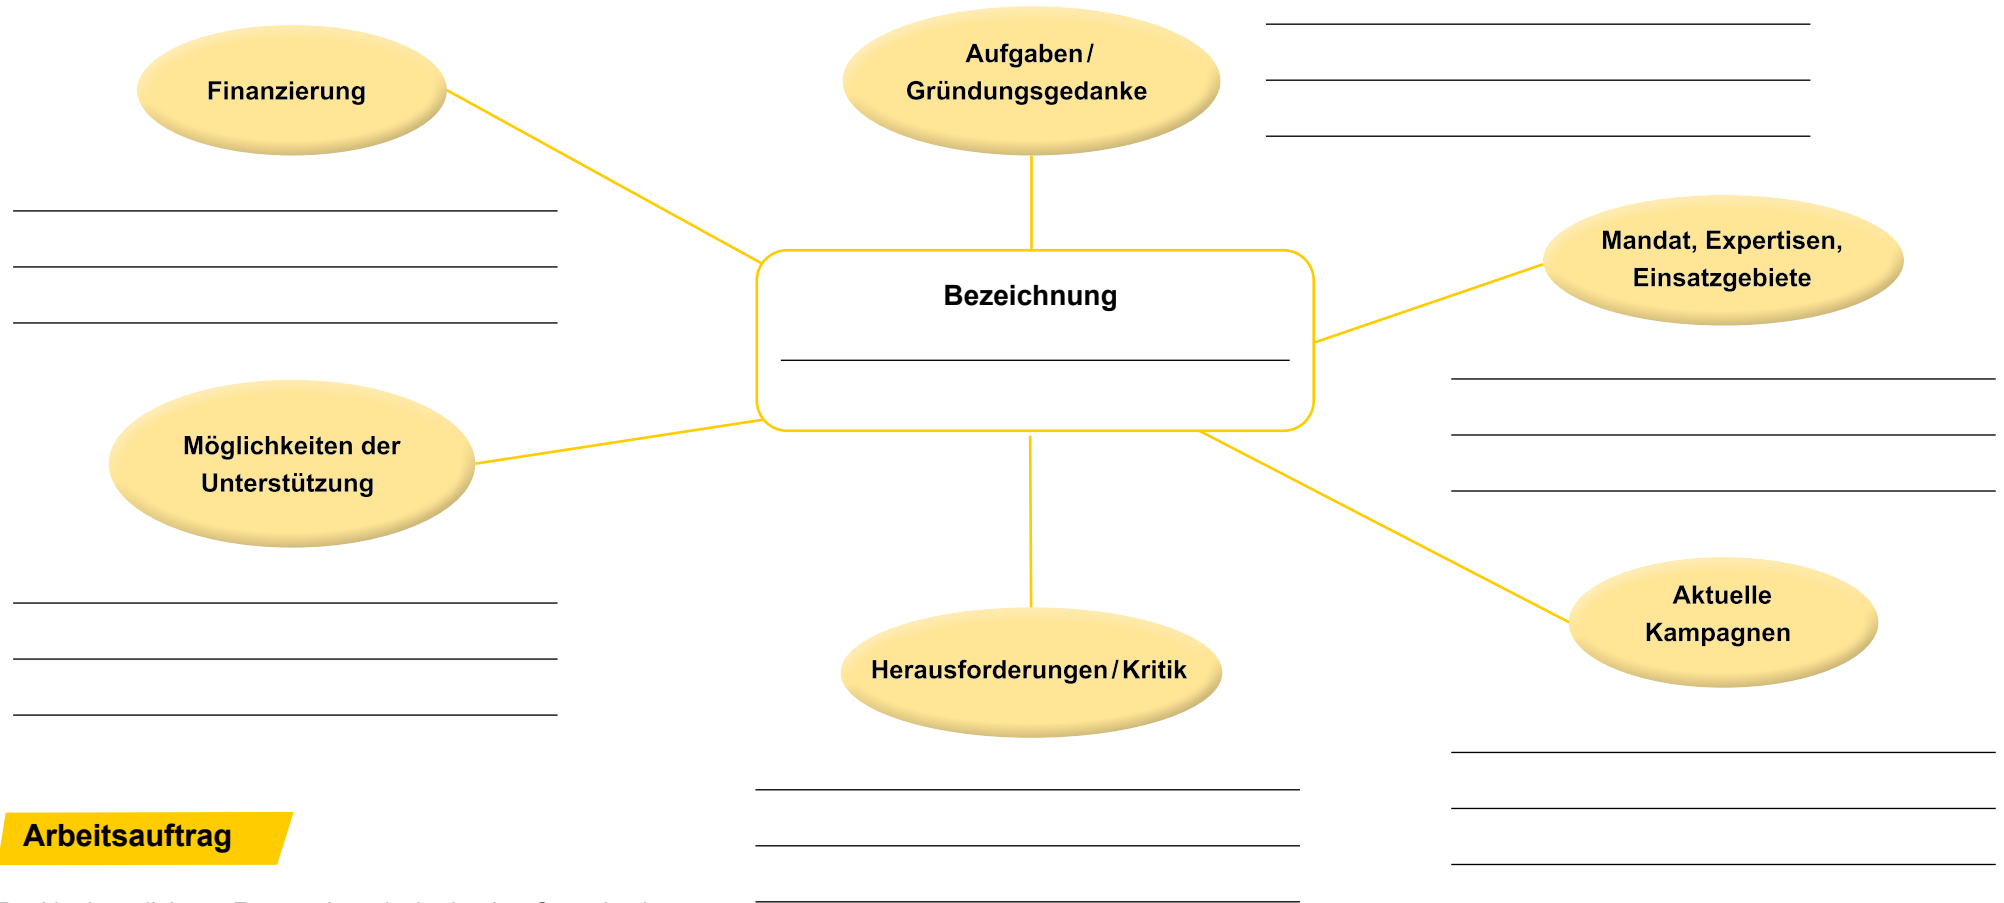 Finanzierung
Aufgaben/
Gründungsgedanke
Mandat, Expertisen,
Einsatzgebiete
Bezeichnung
Möglichkeiten der
Unterstützung
Aktuelle
Kampagnen
Herausforderungen/Kritik
Arbeitsauftrag